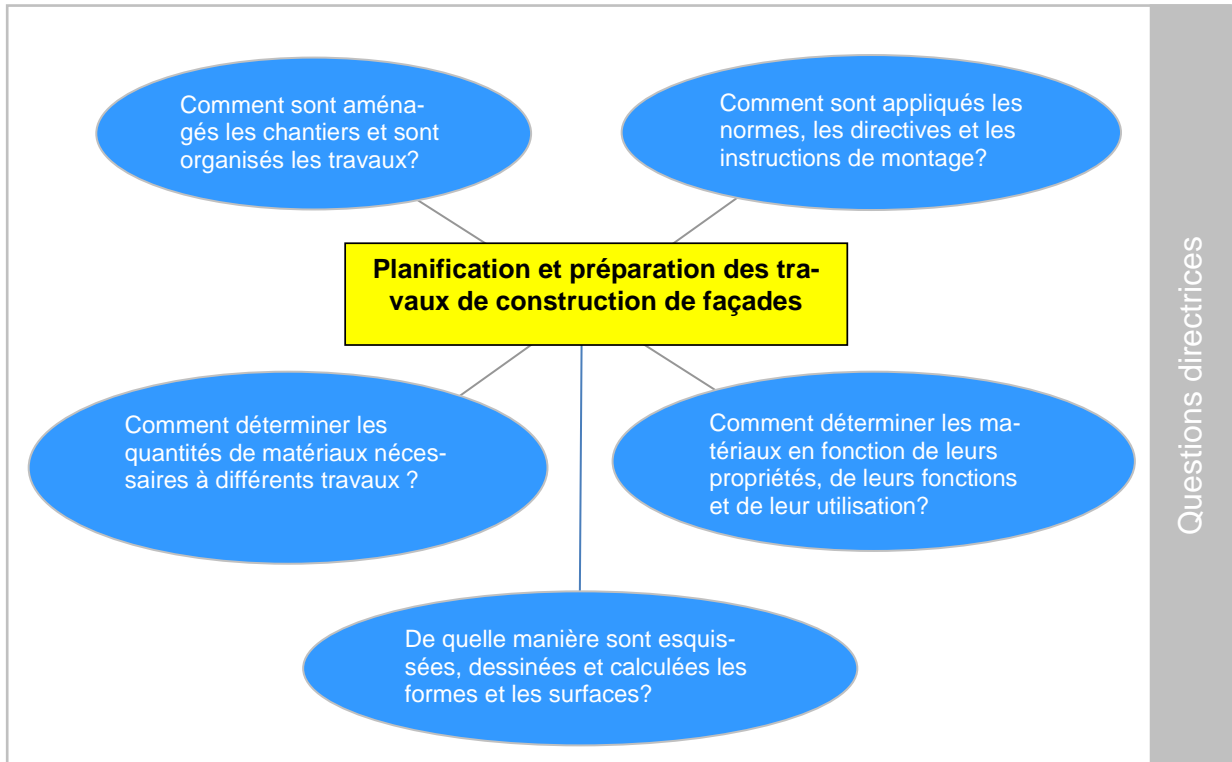 Comment sont aména-
gés les chantiers et sont
organisés les travaux?
Comment sont appliqués les
normes, les directives et les
instructions de montage?
Planification et préparation des tra-
vaux de construction de façades
Comment déterminer les
quantités de matériaux néces-
saires à différents travaux ?
Comment déterminer les ma-
tériaux en fonction de leurs
propriétés, de leurs fonctions
et de leur utilisation?
De quelle manière sont esquis-
sées, dessinées et calculées les
formes et les surfaces?
Questions directrices